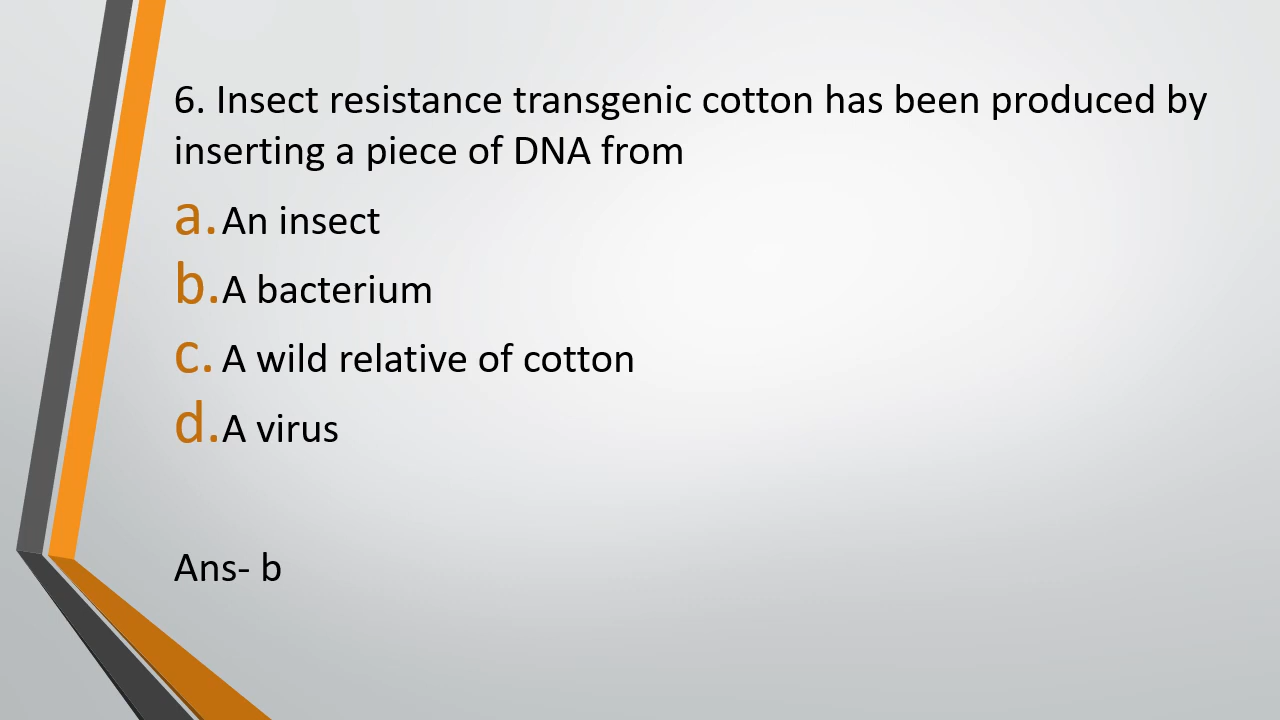 6. Insect resistance transgenic cotton has been produced by
inserting a piece of DNA from
a. An insect
b. A bacterium
c. A wild relative of cotton
d. A virus
Ans- b